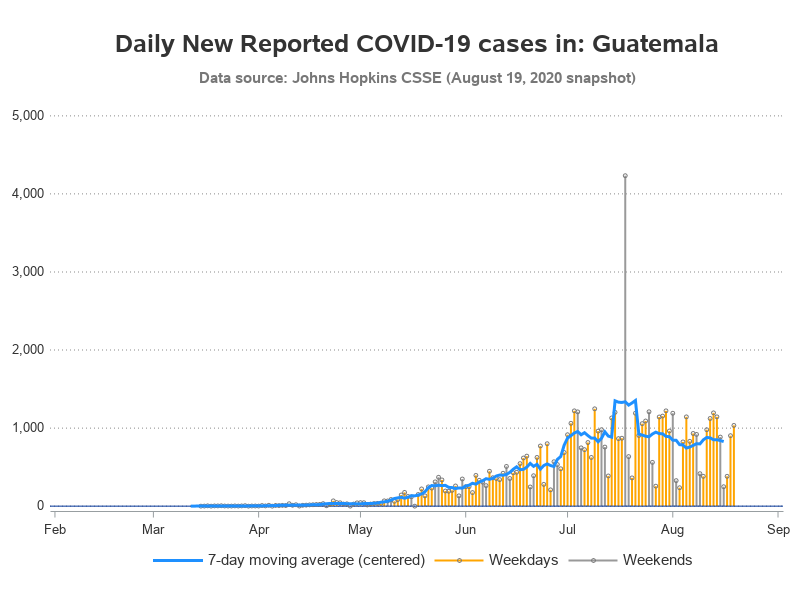 Daily New Reported COVID-19 cases in: Guatemala
Data source: Johns Hopkins CSSE (August 19, 2020 snapshot)
5,000
4,000
3,000
2,000
1,000
0
Feb Mar Apr May Jun Jul Aug Sep
7-day moving average (centered) Weekdays Weekends